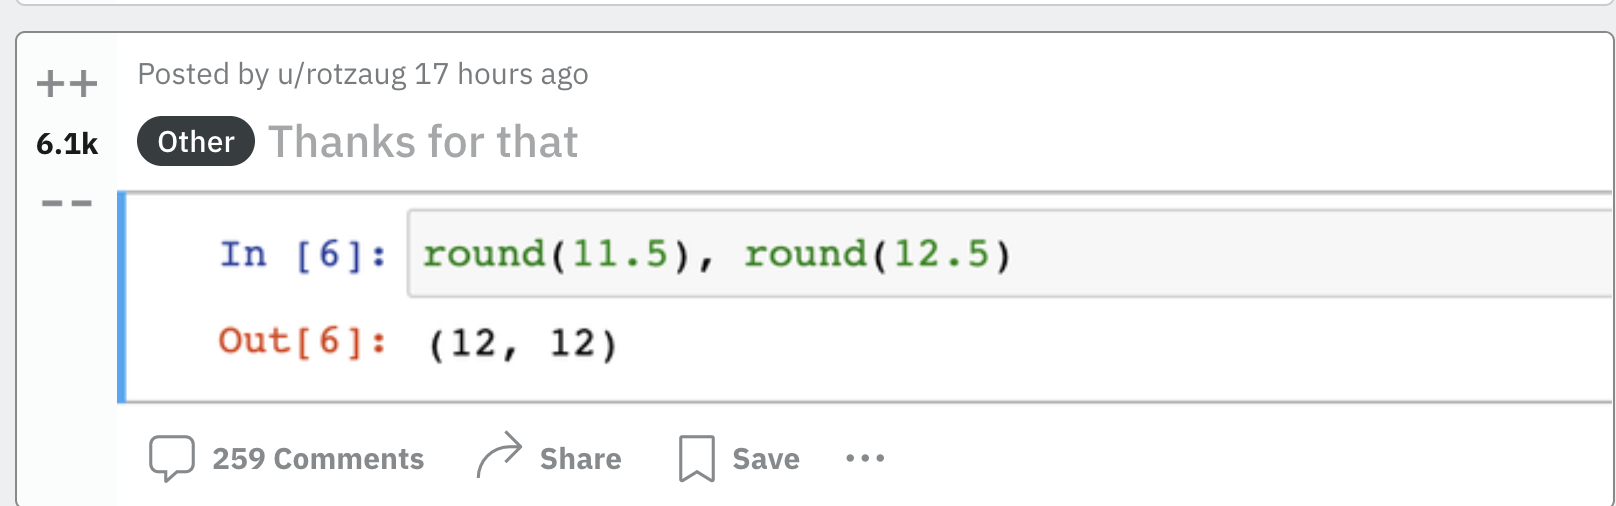 ++
6.1k
--
Posted by u/rotzaug 17 hours ago
Other Thanks for that
In [6]: round(11.5), round(12.5)
Out[6]: (12, 12)
259 Comments Share Save ...